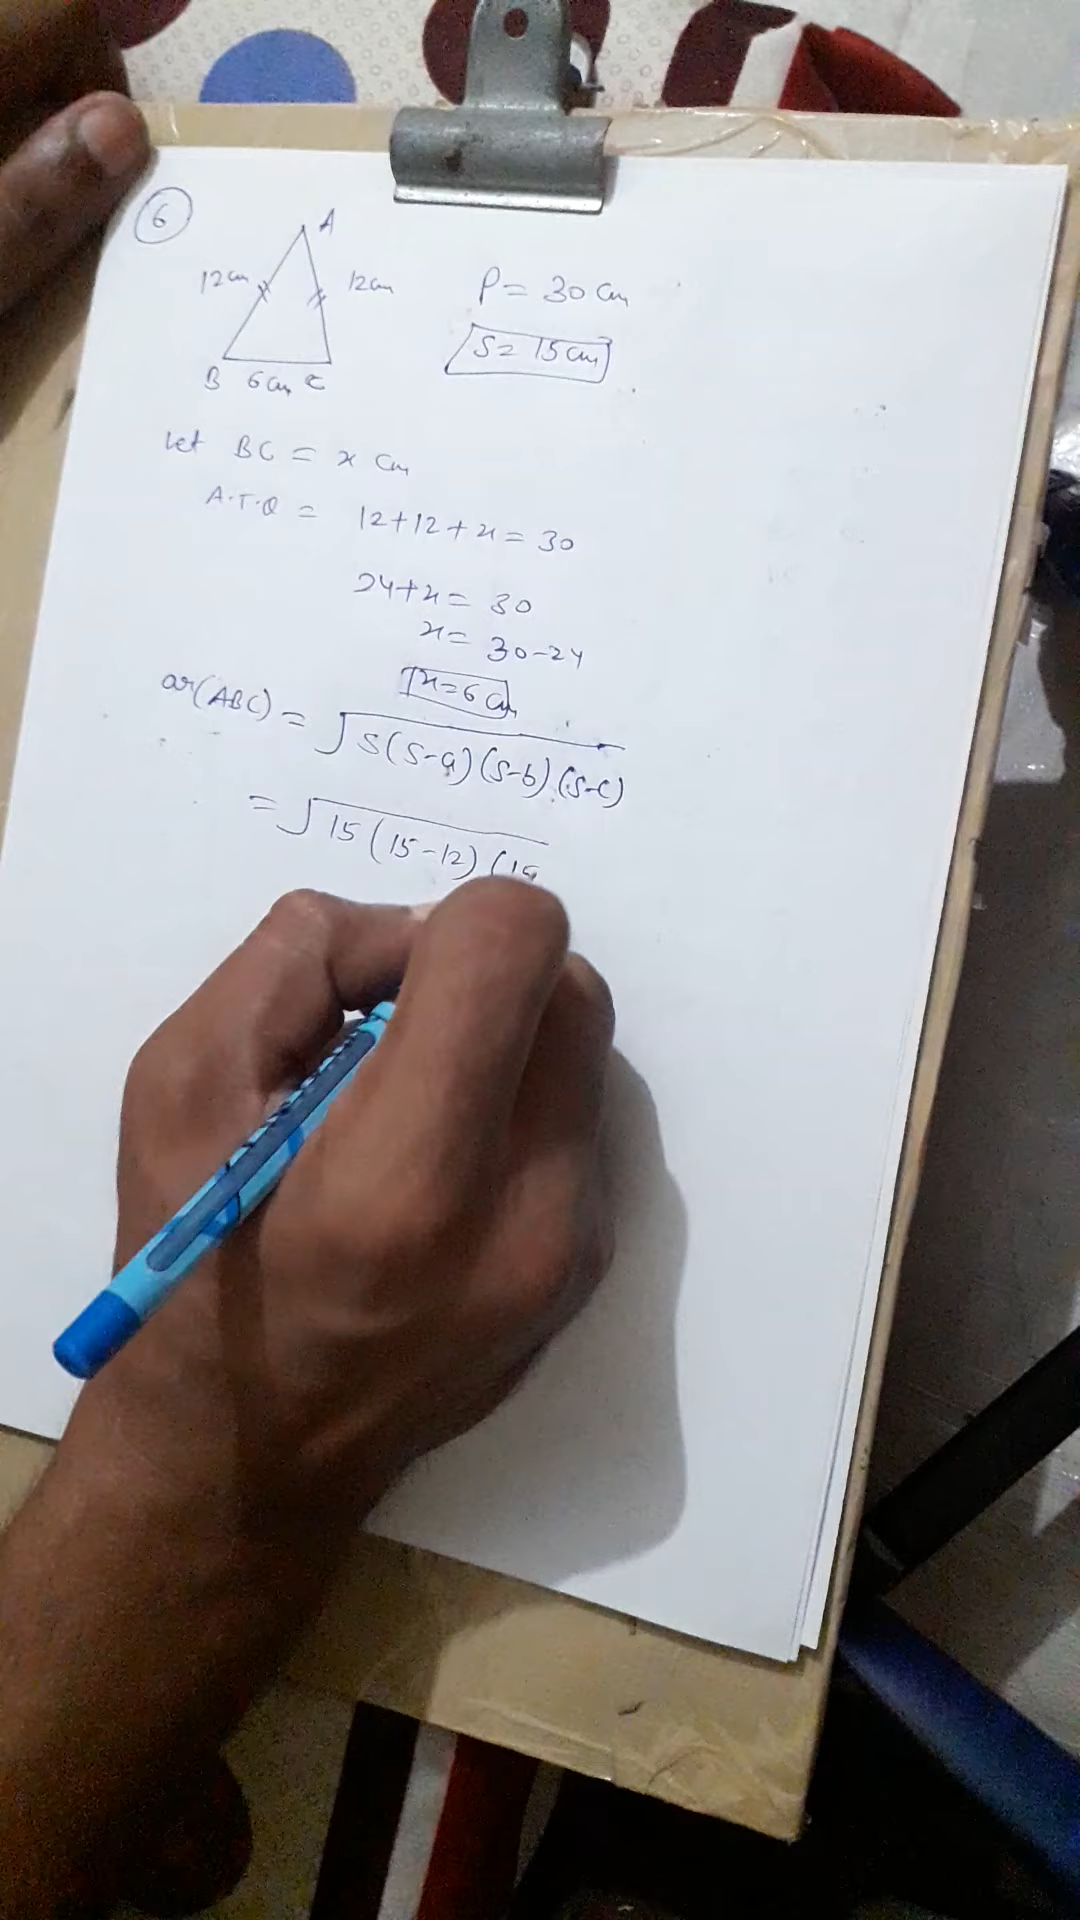 6
A
12cm 12cm
B 6cm C
P = 30 cm
S = 15cm
Let BC = x cm
A.T.Q = 12+12+x = 30
24+x = 30
x = 30-24
x=6 cm
ar(ABC) = √S(S-a)(S-b)(S-c)
= √15(15-12)(15